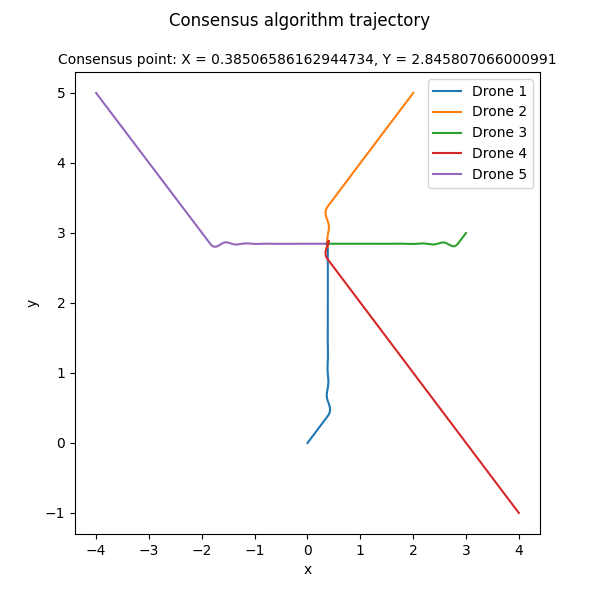 Consensus algorithm trajectory
Consensus point: X = 0.38506586162944734, Y = 2.845807066000991
Drone 1
Drone 2
Drone 3
Drone 4
Drone 5
5
4
3
2
1
0
−1
y
−4
−3
−2
−1
0
1
2
3
4
x